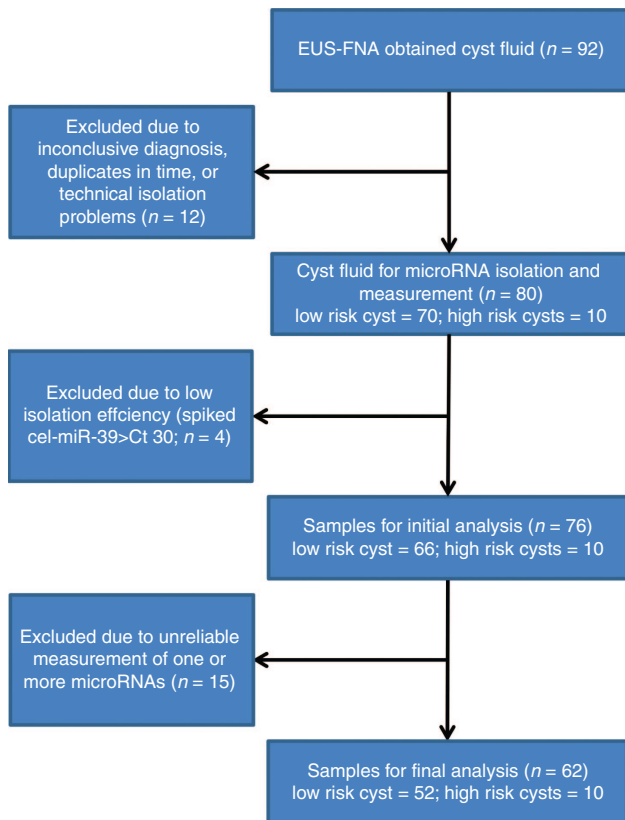 EUS-FNA obtained cyst fluid (n = 92)
Excluded due to
inconclusive diagnosis,
duplicates in time, or
technical isolation
problems (n = 12)
Cyst fluid for microRNA isolation and
measurement (n = 80)
low risk cyst = 70; high risk cysts = 10
Excluded due to low
isolation effciency (spiked
cel-miR-39>Ct 30; n = 4)
Samples for initial analysis (n = 76)
low risk cyst = 66; high risk cysts = 10
Excluded due to unreliable
measurement of one or
more microRNAs (n = 15)
Samples for final analysis (n = 62)
low risk cyst = 52; high risk cysts = 10